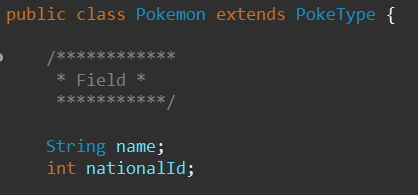 public class Pokemon extends PokeType {
/************
* Field *
***********/
String name;
int nationalId;